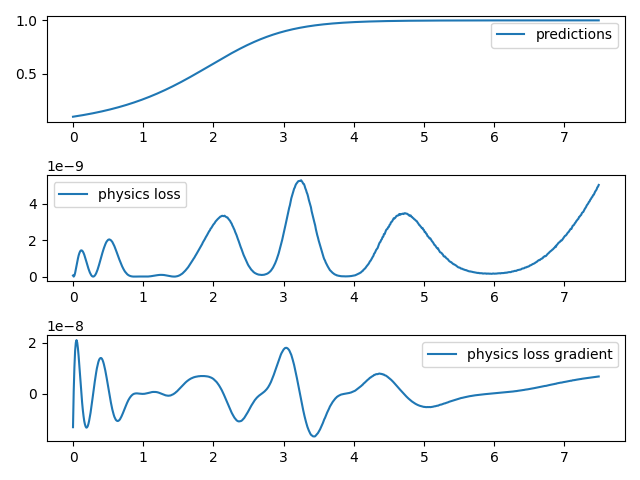 1.0
predictions
0.5
0 1 2 3 4 5 6 7
1e−9
physics loss
4
2
0
0 1 2 3 4 5 6 7
1e−8
2
physics loss gradient
0
0 1 2 3 4 5 6 7